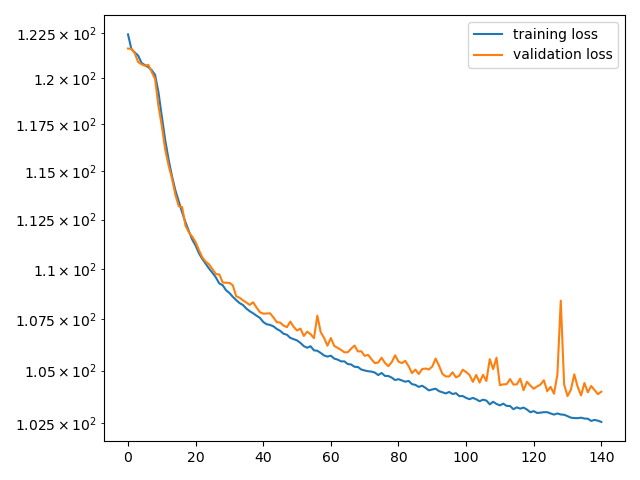 training loss
validation loss
1.225 × 10²
1.2 × 10²
1.175 × 10²
1.15 × 10²
1.125 × 10²
1.1 × 10²
1.075 × 10²
1.05 × 10²
1.025 × 10²
0 20 40 60 80 100 120 140